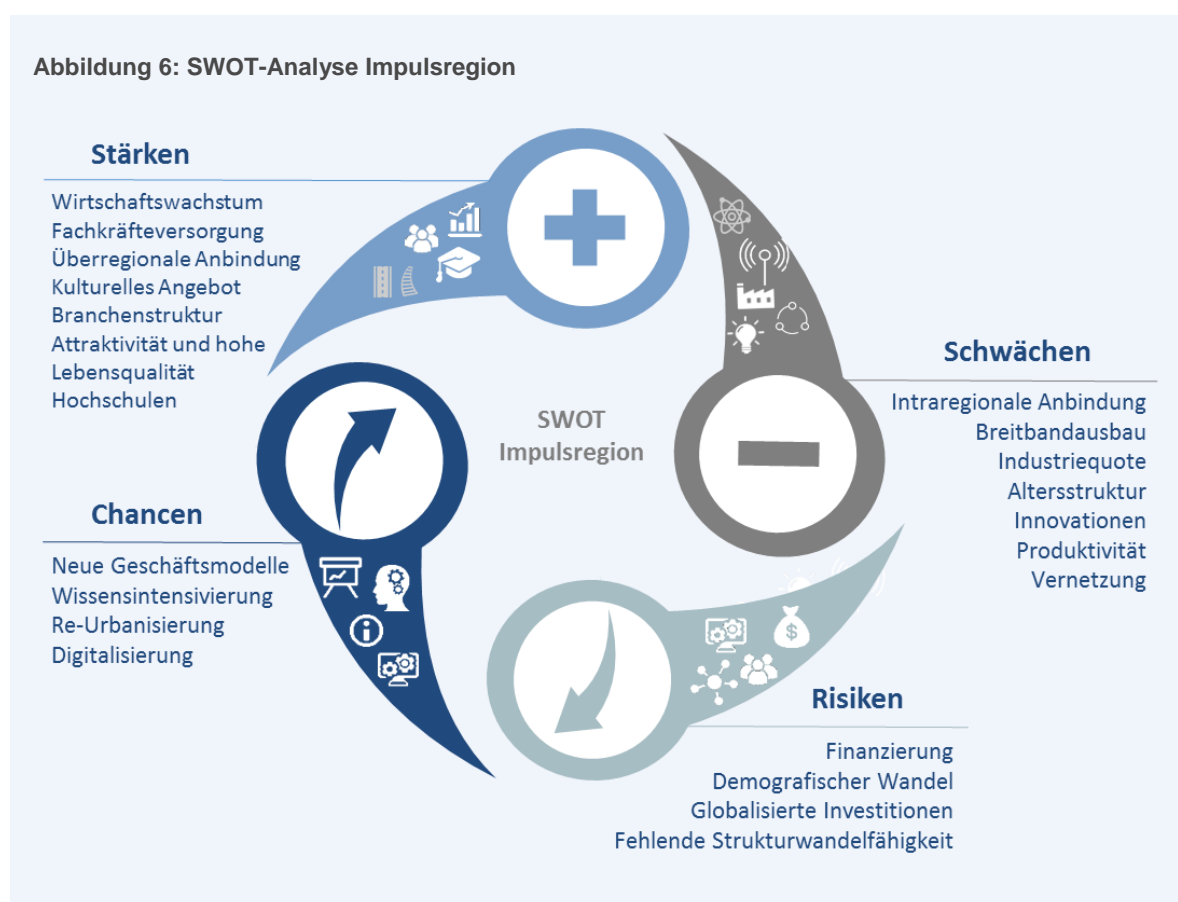 Abbildung 6: SWOT-Analyse Impulsregion
Stärken
Wirtschaftswachstum
Fachkräfteversorgung
Überregionale Anbindung
Kulturelles Angebot
Branchenstruktur
Attraktivität und hohe
Lebensqualität
Hochschulen
Schwächen
Intraregionale Anbindung
Breitbandausbau
Industriequote
Altersstruktur
Innovationen
Produktivität
Vernetzung
SWOT
Impulsregion
Chancen
Neue Geschäftsmodelle
Wissensintensivierung
Re-Urbanisierung
Digitalisierung
Risiken
Finanzierung
Demografischer Wandel
Globalisierte Investitionen
Fehlende Strukturwandelfähigkeit